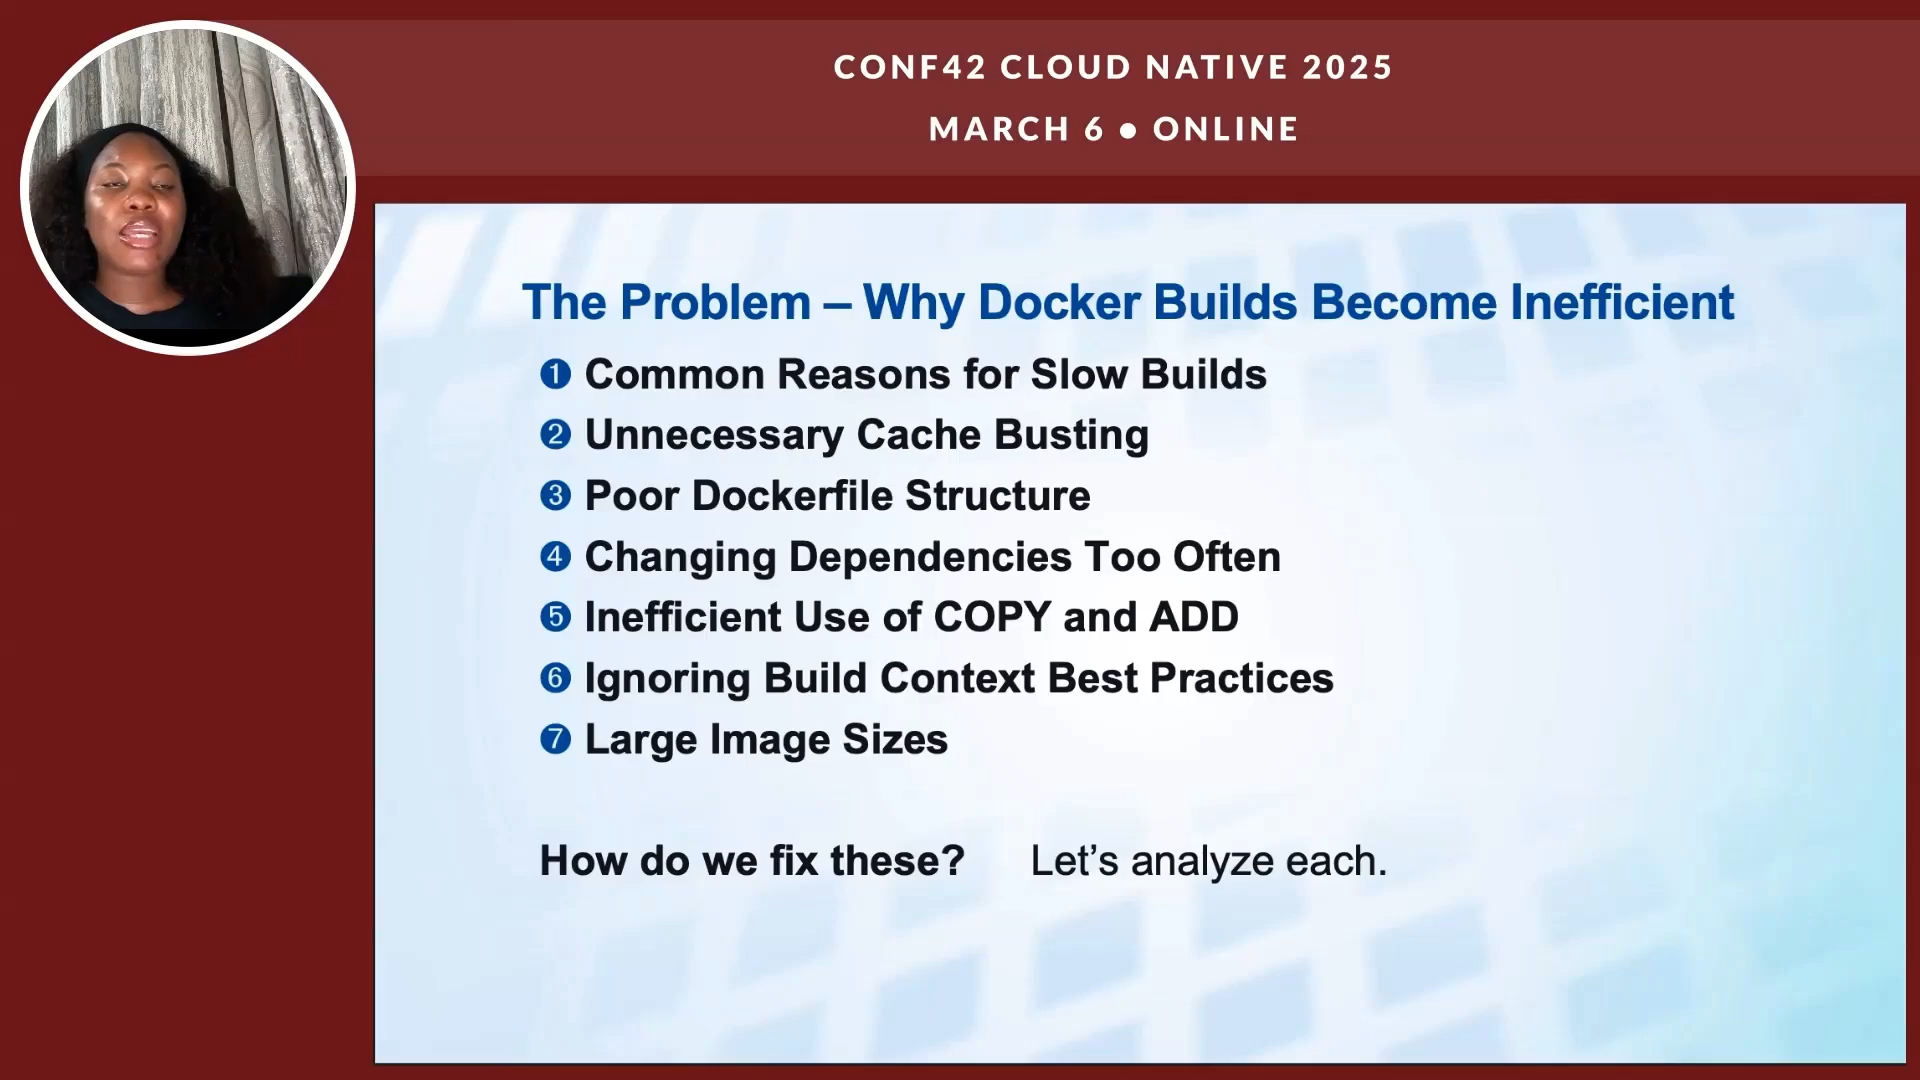 CONF42 CLOUD NATIVE 2025
MARCH 6 ● ONLINE
The Problem – Why Docker Builds Become Inefficient
❶ Common Reasons for Slow Builds
❷ Unnecessary Cache Busting
❸ Poor Dockerfile Structure
❹ Changing Dependencies Too Often
❺ Inefficient Use of COPY and ADD
❻ Ignoring Build Context Best Practices
❼ Large Image Sizes
How do we fix these? Let’s analyze each.